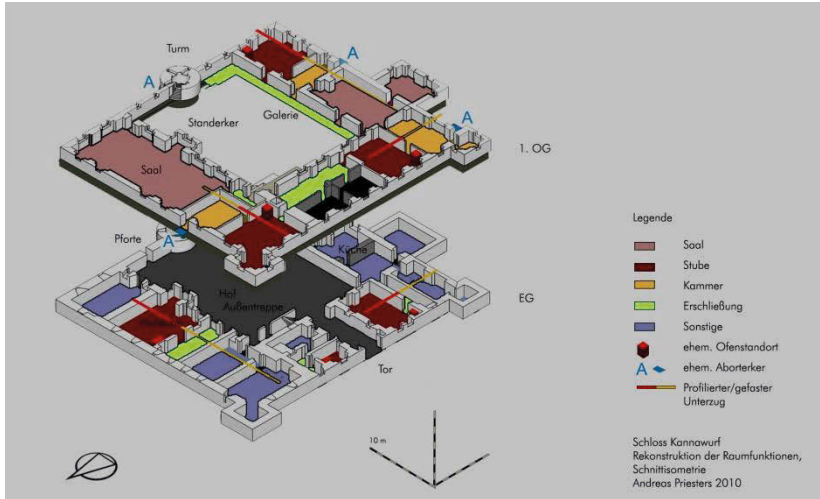 Turm
A
A
Galerie
Standerker
A
1. OG
Saal
Pforte
A
Küche
Hof
Außentreppe
EG
Tor
10 m
Legende
Saal
Stube
Kammer
Erschließung
Sonstige
ehem. Ofenstandort
A ehem. Aborterker
Profilierter/gefaster
Unterzug
Schloss Kannawurf
Rekonstruktion der Raumfunktionen,
Schnittisometrie
Andreas Priesters 2010